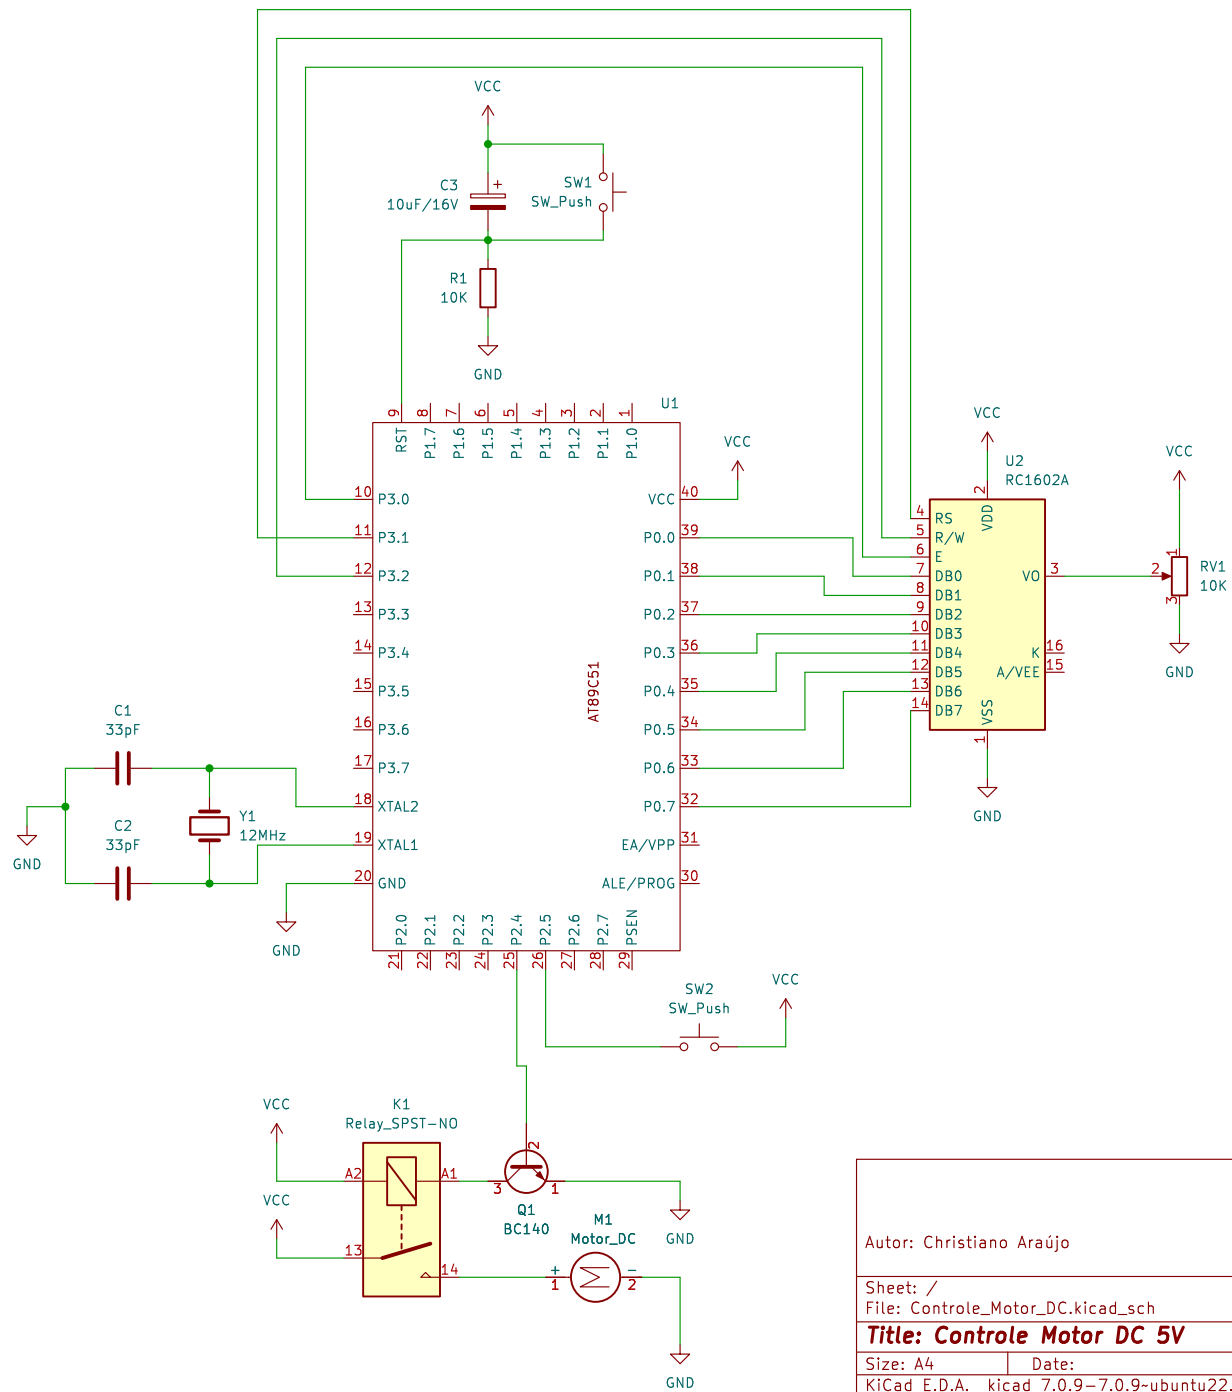 VCC
C3
10uF/16V
+
SW1
SW_Push
R1
10K
GND
U1
9 8 7 6 5 4 3 2 1
RST P1.7 P1.6 P1.5 P1.4 P1.3 P1.2 P1.1 P1.0
10 P3.0
11 P3.1
12 P3.2
13 P3.3
14 P3.4
15 P3.5
16 P3.6
17 P3.7
18 XTAL2
19 XTAL1
20 GND
AT89C51
VCC 40
P0.0 39
P0.1 38
P0.2 37
P0.3 36
P0.4 35
P0.5 34
P0.6 33
P0.7 32
EA/VPP 31
ALE/PROG 30
P2.0 P2.1 P2.2 P2.3 P2.4 P2.5 P2.6 P2.7 PSEN
21 22 23 24 25 26 27 28 29
VCC
VCC
U2
RC1602A
2
VDD
4 RS
5 R/W
6 E
7 DB0
8 DB1
9 DB2
10 DB3
11 DB4
12 DB5
13 DB6
14 DB7
VO 3
K 16
A/VEE 15
VSS
1
GND
VCC
1
2
3
RV1
10K
GND
C1
33pF
C2
33pF
GND
Y1
12MHz
GND
SW2
SW_Push
VCC
K1
Relay_SPST-NO
VCC
A2
A1
VCC
13
14
2
3
1
Q1
BC140
GND
M1
Motor_DC
+
1
-
2
GND
Autor: Christiano Araújo
Sheet: /
File: Controle_Motor_DC.kicad_sch
Title: Controle Motor DC 5V
Size: A4
Date:
KiCad E.D.A. kicad 7.0.9-7.0.9~ubuntu22.